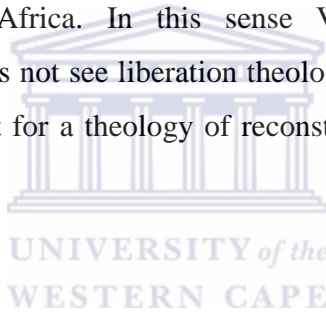 Africa. In this sense V
s not see liberation theolo
t for a theology of reconst
UNIVERSITY of the
WESTERN CAPE